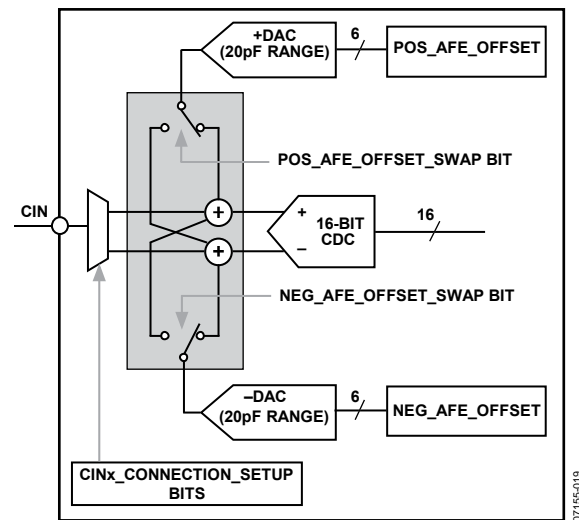 +DAC
(20pF RANGE)
6
POS_AFE_OFFSET
POS_AFE_OFFSET_SWAP BIT
CIN
+
+
+
–
16-BIT
CDC
16
NEG_AFE_OFFSET_SWAP BIT
–DAC
(20pF RANGE)
6
NEG_AFE_OFFSET
CINx_CONNECTION_SETUP
BITS
07155-019